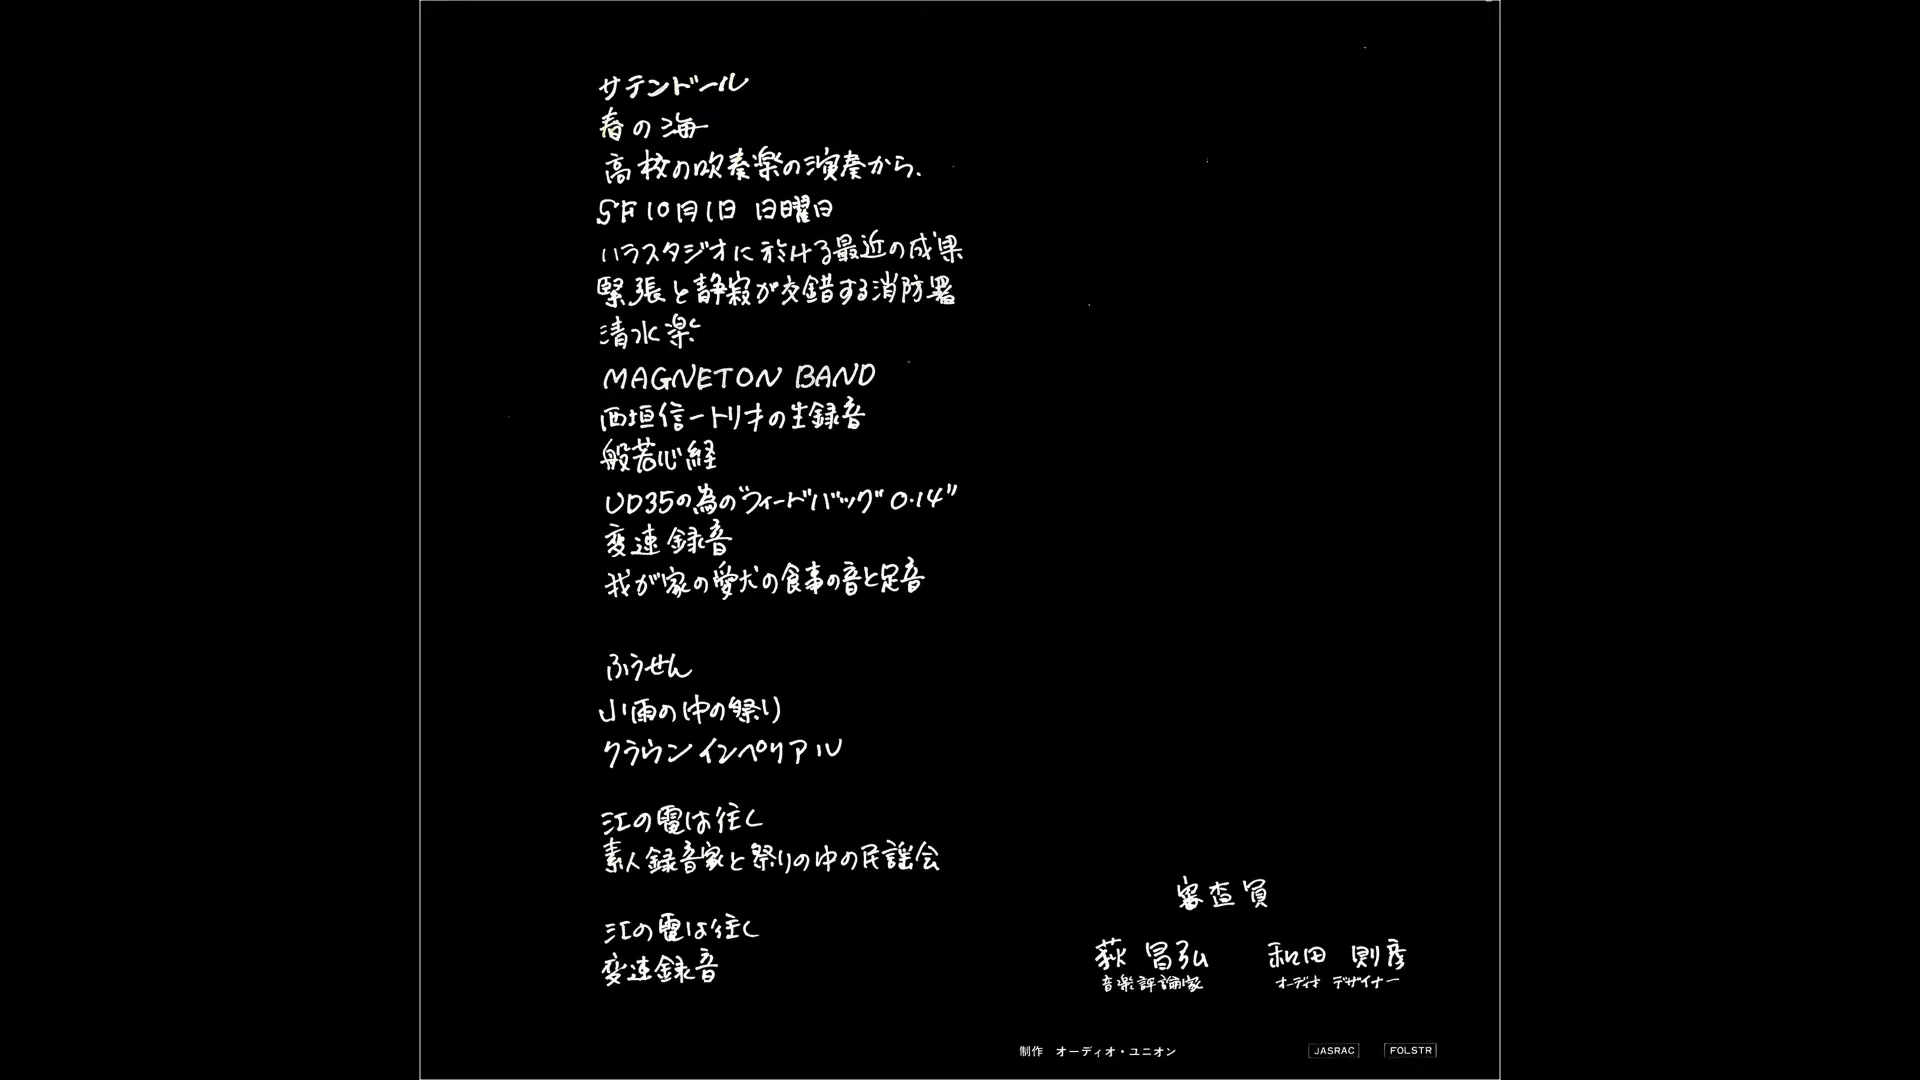 サテンドール
春の海
高校の吹奏楽の演奏から、
SF10月1日 日曜日
ハラスタジオに於ける最近の成果
緊張と静寂が交錯する消防署
清水楽
MAGNETON BAND
西垣信一トリオの生録音
般若心経
UD35の為の"フィードバッグ 0.14"
変速録音
我が家の愛犬の食事の音と足音
ふうせん
小雨の中の祭り
クラウンインペリアル
江の電は往く
素人録音家と祭りの中の民謡会
江の電は往く
変速録音
審査員
荻 昌弘 和田 則彦
音楽評論家 オーディオ デザイナー
制作 オーディオ・ユニオン JASRAC FOLSTR